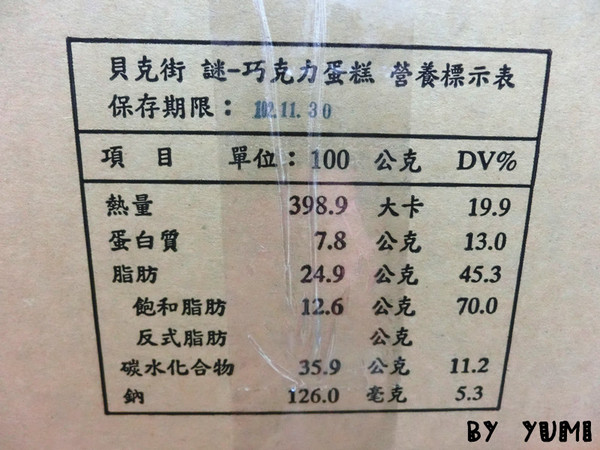 貝克街 謎-巧克力蛋糕 營養標示表
保存期限： 102.11.30
項 目 單位：100 公克 DV%
熱量 398.9 大卡 19.9
蛋白質 7.8 公克 13.0
脂肪 24.9 公克 45.3
飽和脂肪 12.6 公克 70.0
反式脂肪 公克
碳水化合物 35.9 公克 11.2
鈉 126.0 毫克 5.3
BY YUMI